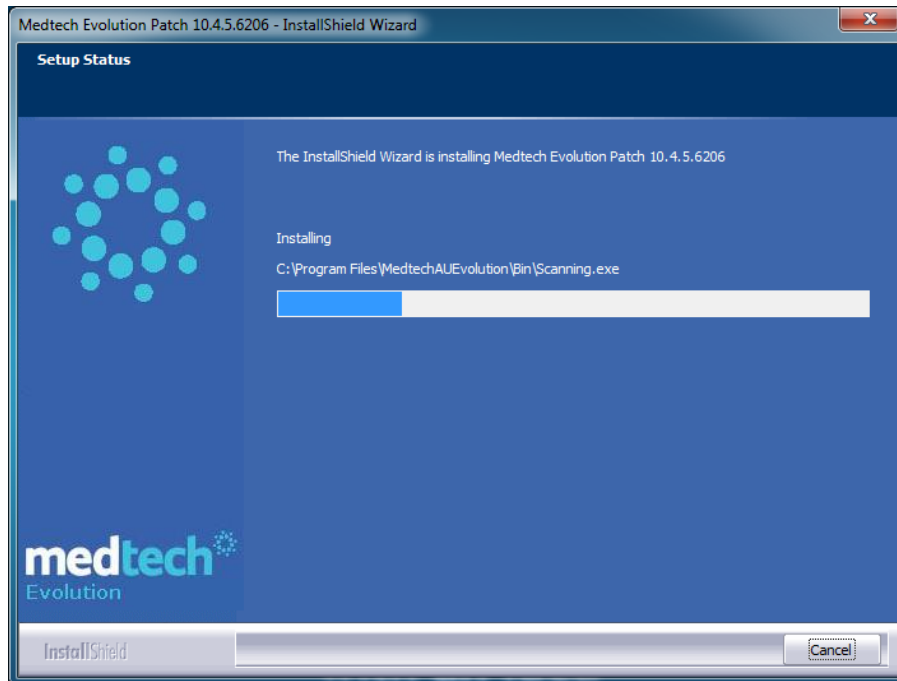 Medtech Evolution Patch 10.4.5.6206 - InstallShield Wizard
Setup Status
The InstallShield Wizard is installing Medtech Evolution Patch 10.4.5.6206
Installing
C:\Program Files\MedtechAUEvolution\Bin\Scanning.exe
medtech
Evolution
InstallShield
Cancel